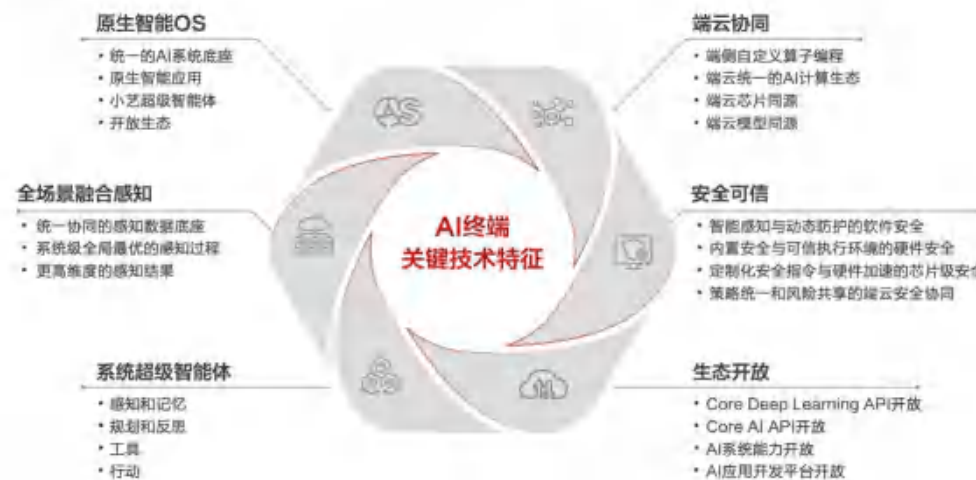 原生智能OS
• 统一的AI系统底座
• 原生智能应用
• 小艺超级智能体
• 开放生态
端云协同
• 端侧自定义算子编程
• 端云统一的AI计算生态
• 端云芯片同源
• 端云模型同源
全场景融合感知
• 统一协同的感知数据底座
• 系统级全局最优的感知过程
• 更高维度的感知结果
AI终端
关键技术特征
安全可信
• 智能感知与动态防护的软件安全
• 内置安全与可信执行环境的硬件安全
• 定制化安全指令与硬件加速的芯片级安全
• 策略统一和风险共享的端云安全协同
系统超级智能体
• 感知和记忆
• 规划和反思
• 工具
• 行动
生态开放
• Core Deep Learning API开放
• Core AI API开放
• AI系统能力开放
• AI应用开发平台开放